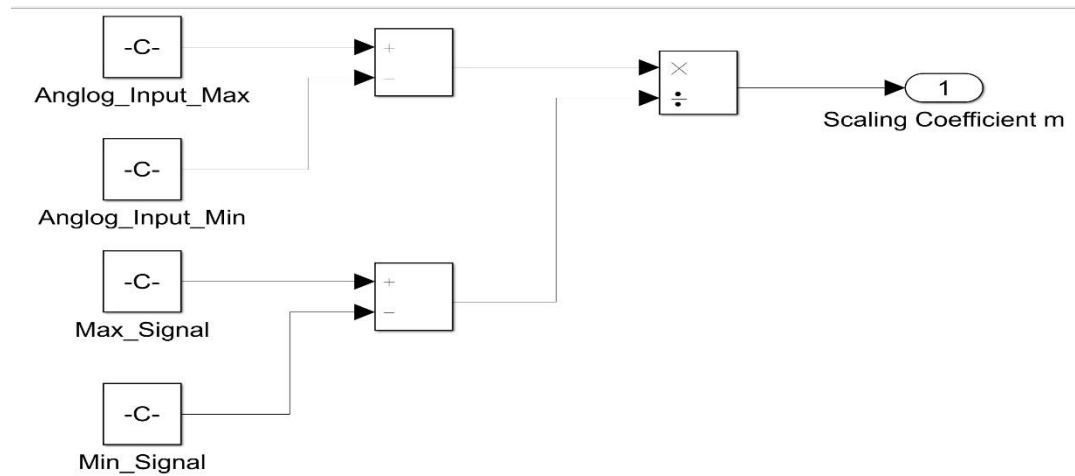 -C-
Anglog_Input_Max
-C-
Anglog_Input_Min
-C-
Max_Signal
-C-
Min_Signal
+
−
+
−
×
÷
1
Scaling Coefficient m